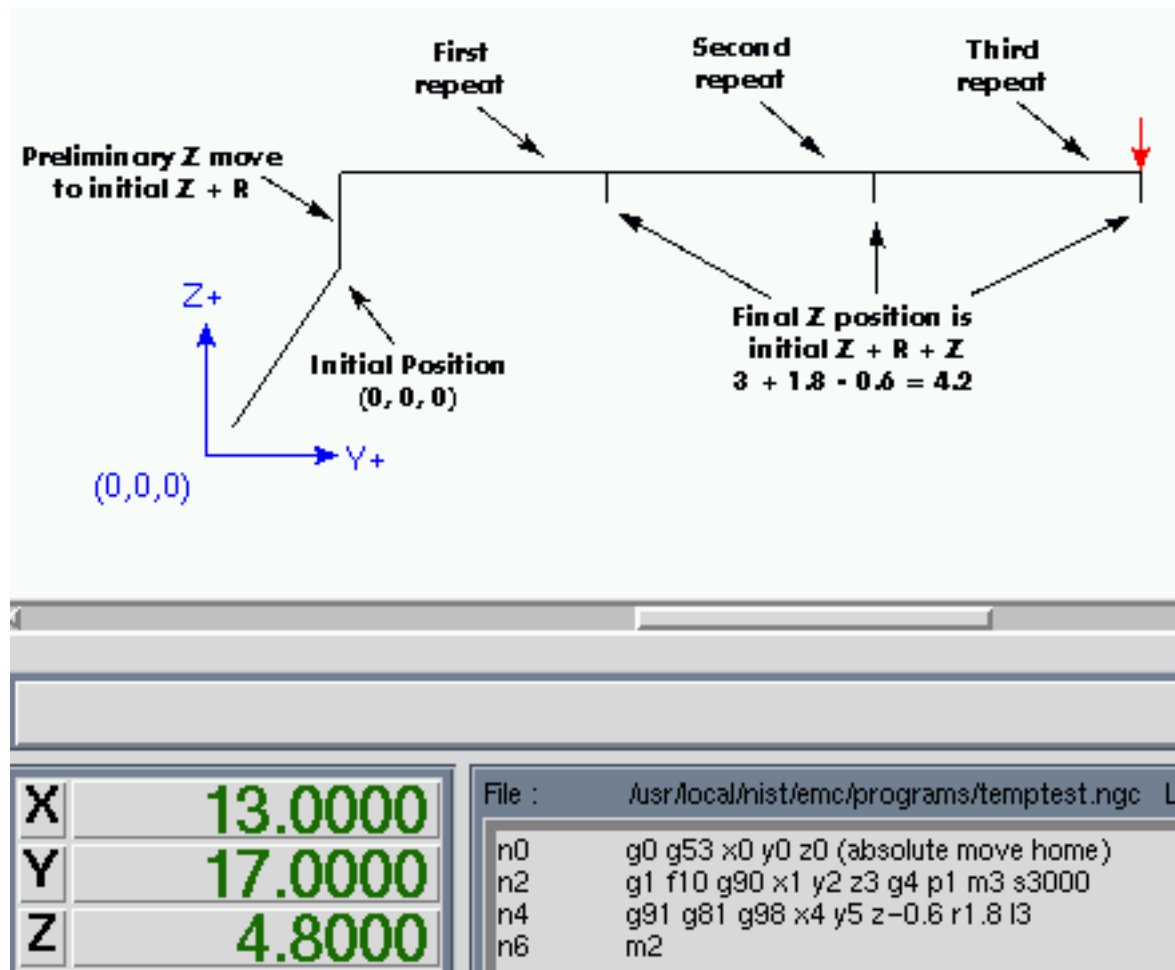 First
repeat
Second
repeat
Third
repeat
Preliminary Z move
to initial Z + R
Z+
Initial Position
(0, 0, 0)
Final Z position is
initial Z + R + Z
3 + 1.8 - 0.6 = 4.2
Y+
(0,0,0)
X 13.0000
Y 17.0000
Z 4.8000
File : /usr/local/nist/emc/programs/temptest.ngc L
n0 g0 g53 x0 y0 z0 (absolute move home)
n2 g1 f10 g90 x1 y2 z3 g4 p1 m3 s3000
n4 g91 g81 g98 x4 y5 z-0.6 r1.8 l3
n6 m2